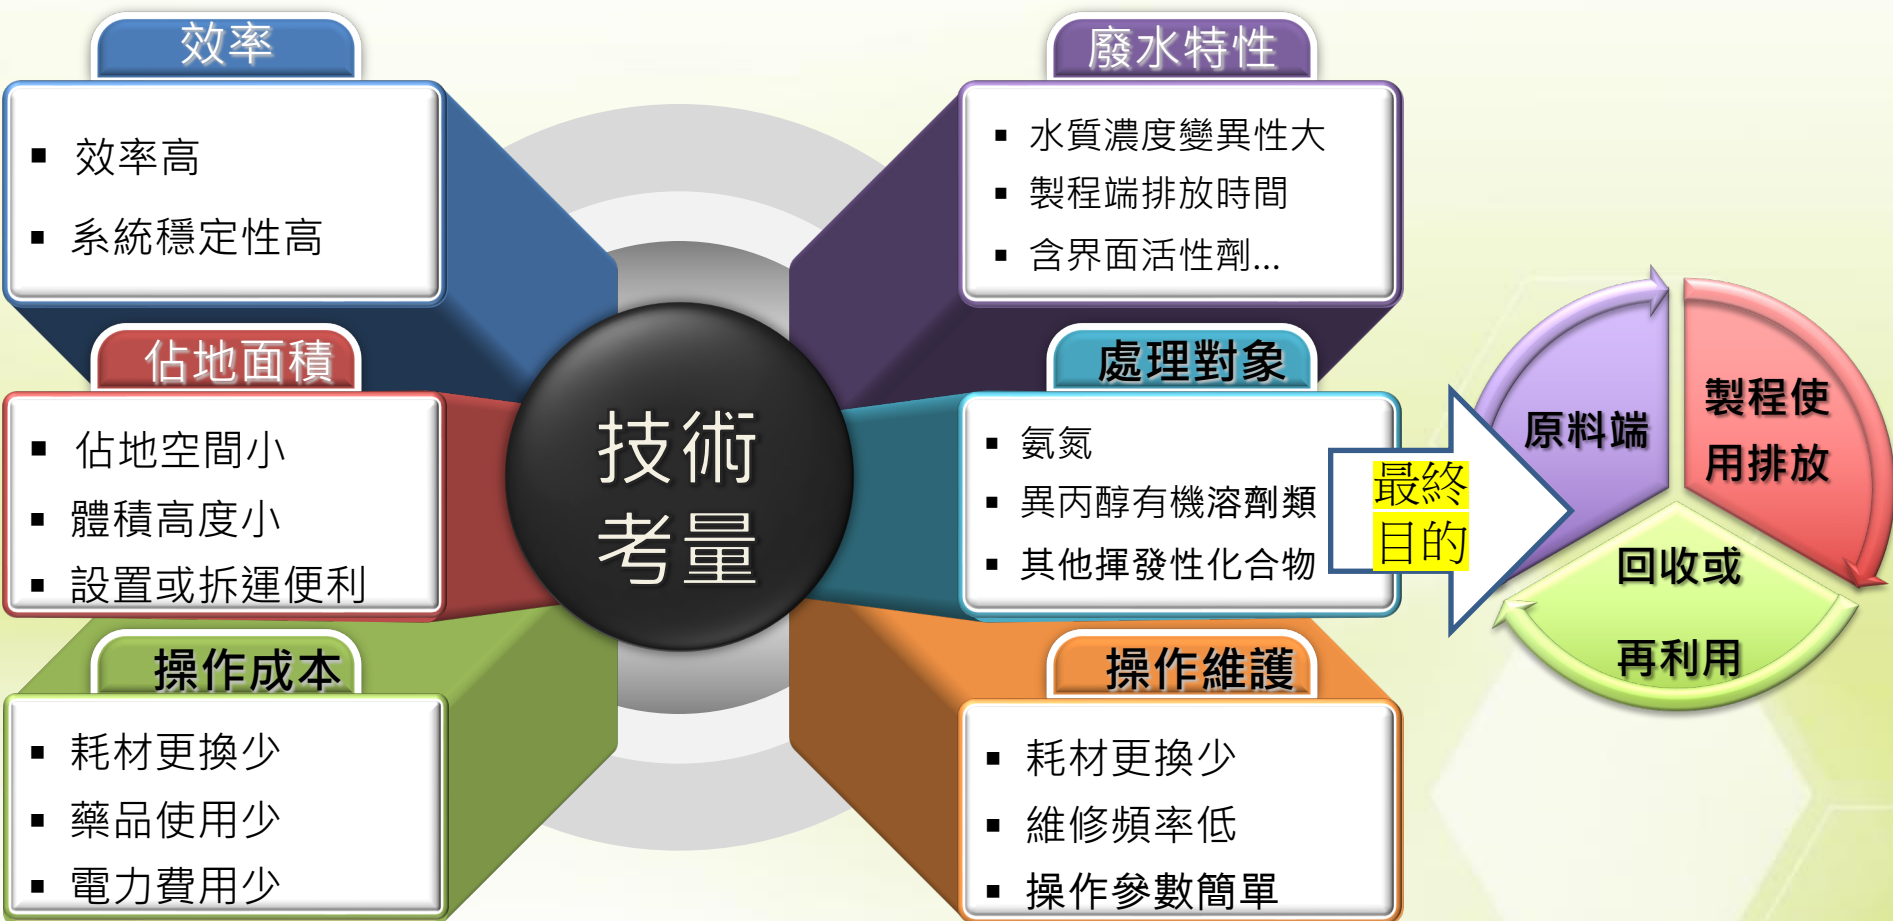 效率
▪ 效率高
▪ 系統穩定性高
佔地面積
▪ 佔地空間小
▪ 體積高度小
▪ 設置或拆運便利
操作成本
▪ 耗材更換少
▪ 藥品使用少
▪ 電力費用少
技術
考量
廢水特性
▪ 水質濃度變異性大
▪ 製程端排放時間
▪ 含界面活性劑...
處理對象
▪ 氨氮
▪ 異丙醇有機溶劑類
▪ 其他揮發性化合物
操作維護
▪ 耗材更換少
▪ 維修頻率低
▪ 操作參數簡單
最終
目的
原料端
製程使
用排放
回收或
再利用